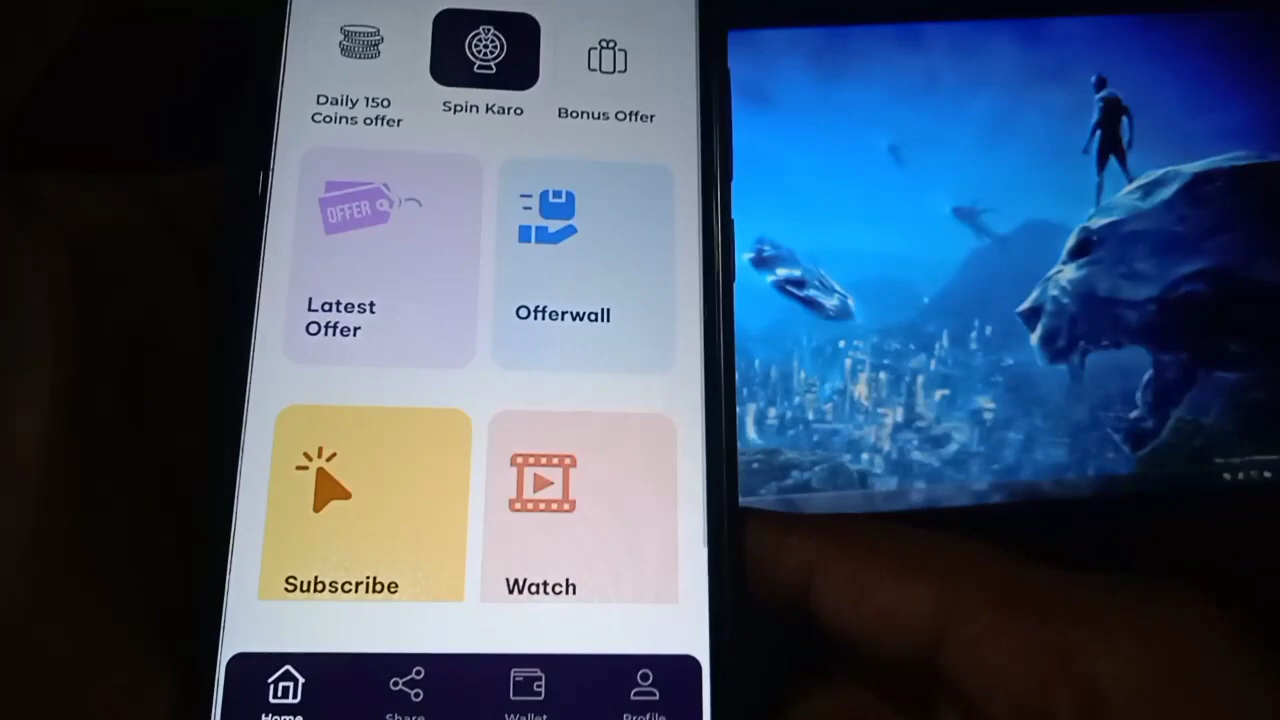 Daily 150
Coins offer
Spin Karo
Bonus Offer
OFFER
Latest
Offer
Offerwall
Subscribe
Watch
Home
Share
Wallet
Profile